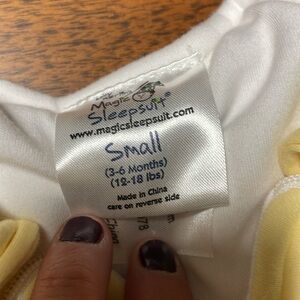 Magic
Sleepsuit®
www.magicsleepsuit.com
Small
(3-6 Months)
(12-18 lbs)
Made in China
care on reverse side